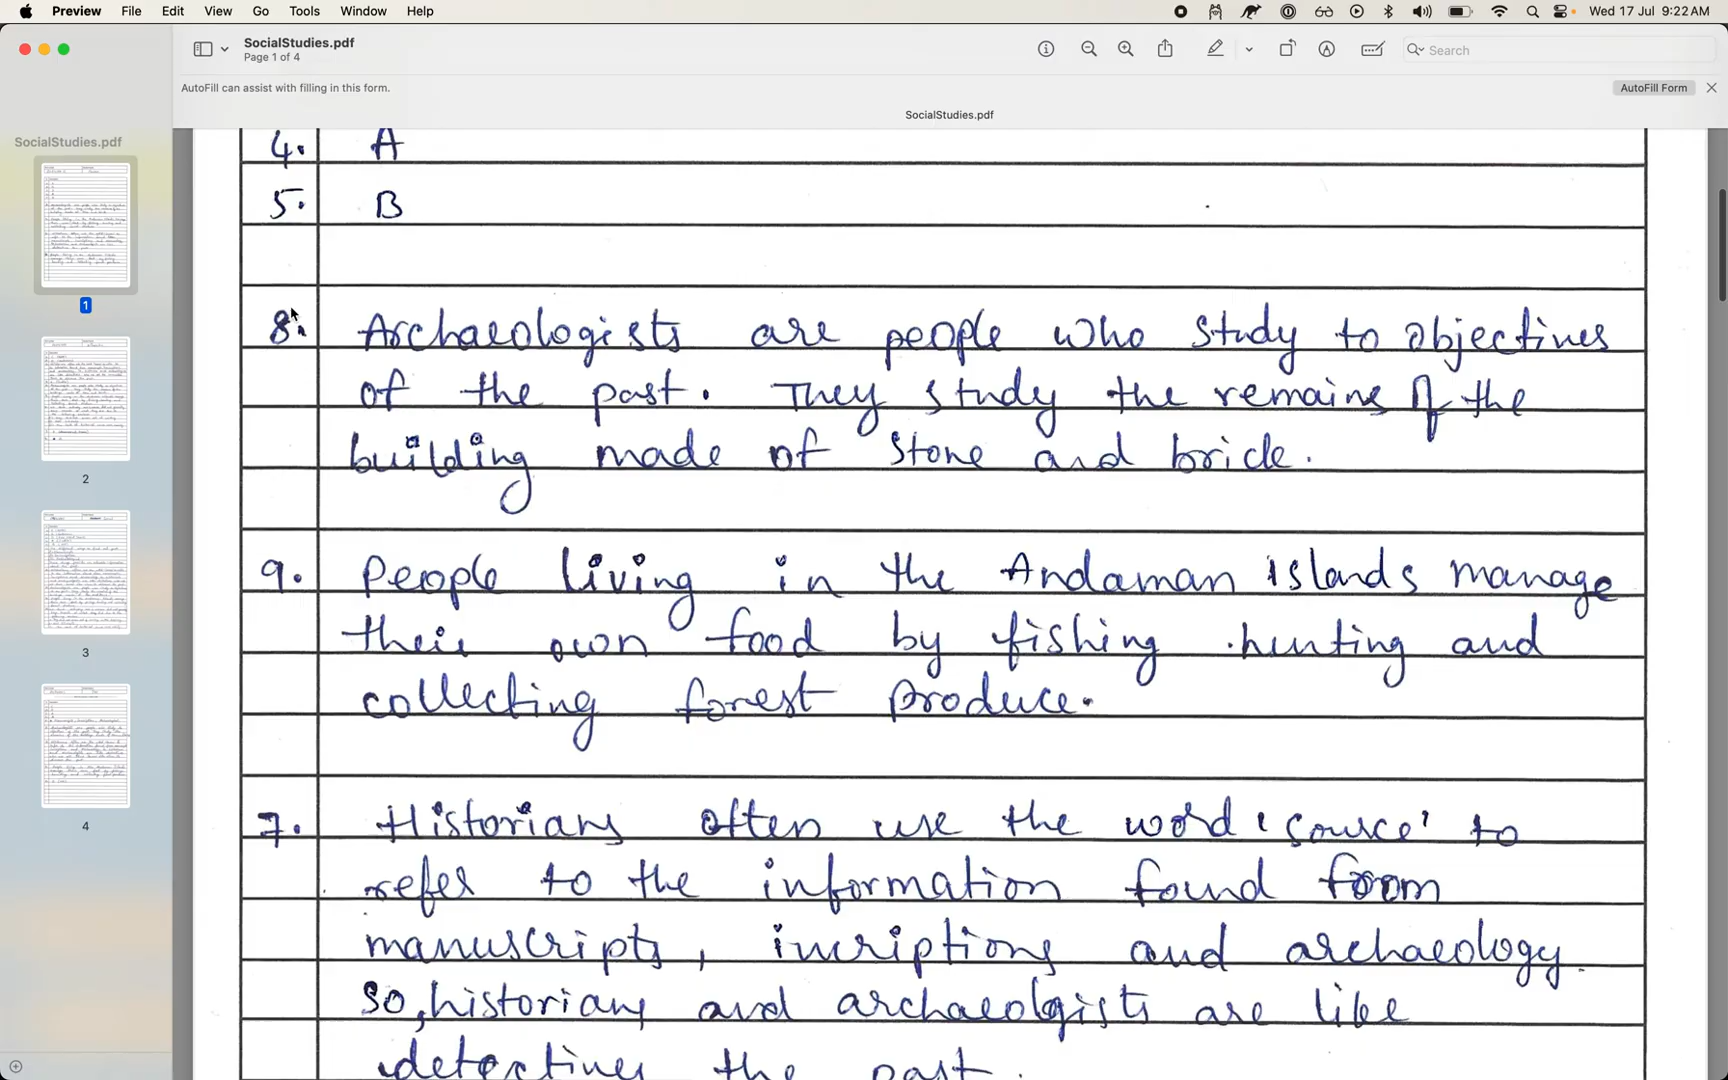 Preview File Edit View Go Tools Window Help Wed 17 Jul 9:22 AM
SocialStudies.pdf
Page 1 of 4
Search
AutoFill can assist with filling in this form.
AutoFill Form
SocialStudies.pdf
SocialStudies.pdf
1
2
3
4
4. A
5. B
8. Archaeologists are people who study to objectives
of the past. They study the remains of the
building made of stone and brick.
9. People living in the Andaman islands manage
their own food by fishing hunting and
collecting forest produce.
7. Historians often use the word 'source' to
refer to the information found from
manuscripts, incriptions and archaeology.
So, historians and archaeologists are like
detectives the past.